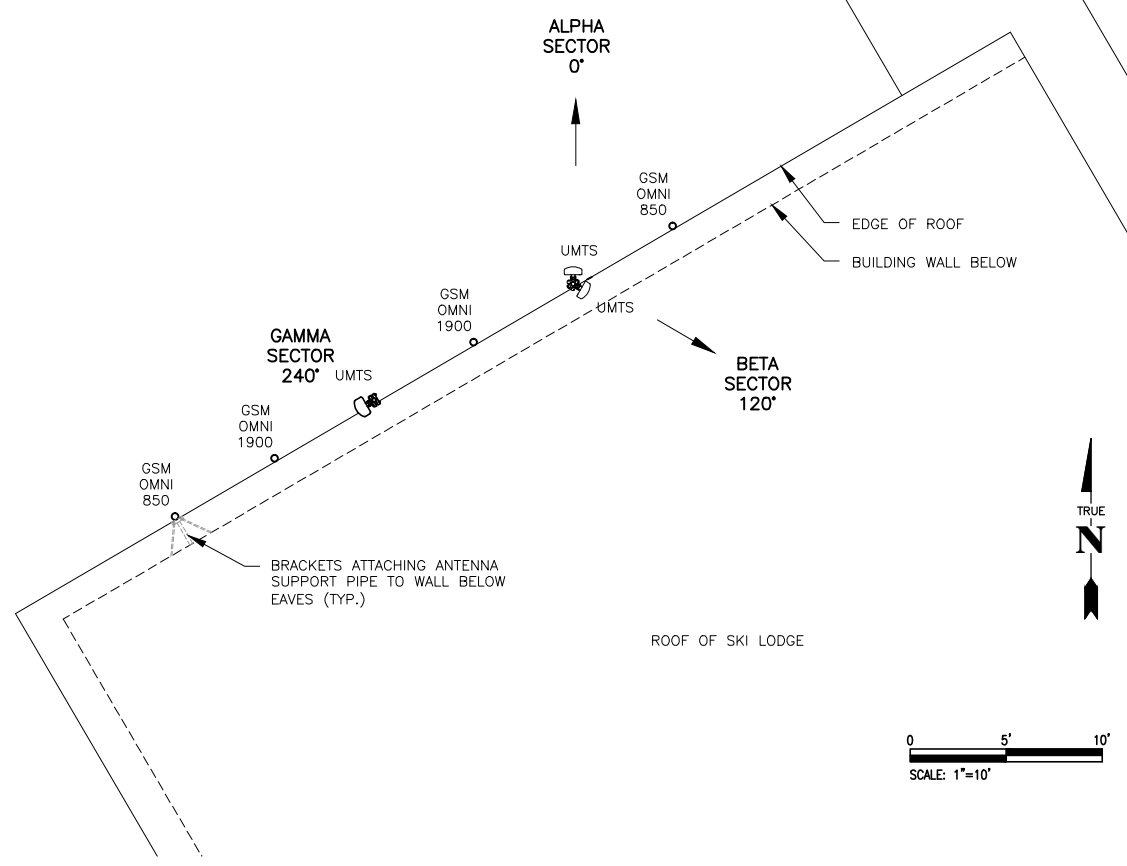 ALPHA
SECTOR
0°
GSM
OMNI
850
EDGE OF ROOF
UMTS
BUILDING WALL BELOW
GSM
OMNI
1900
UMTS
GAMMA
SECTOR
240°
UMTS
BETA
SECTOR
120°
GSM
OMNI
1900
GSM
OMNI
850
TRUE
N
BRACKETS ATTACHING ANTENNA
SUPPORT PIPE TO WALL BELOW
EAVES (TYP.)
ROOF OF SKI LODGE
0 5' 10'
SCALE: 1"=10'